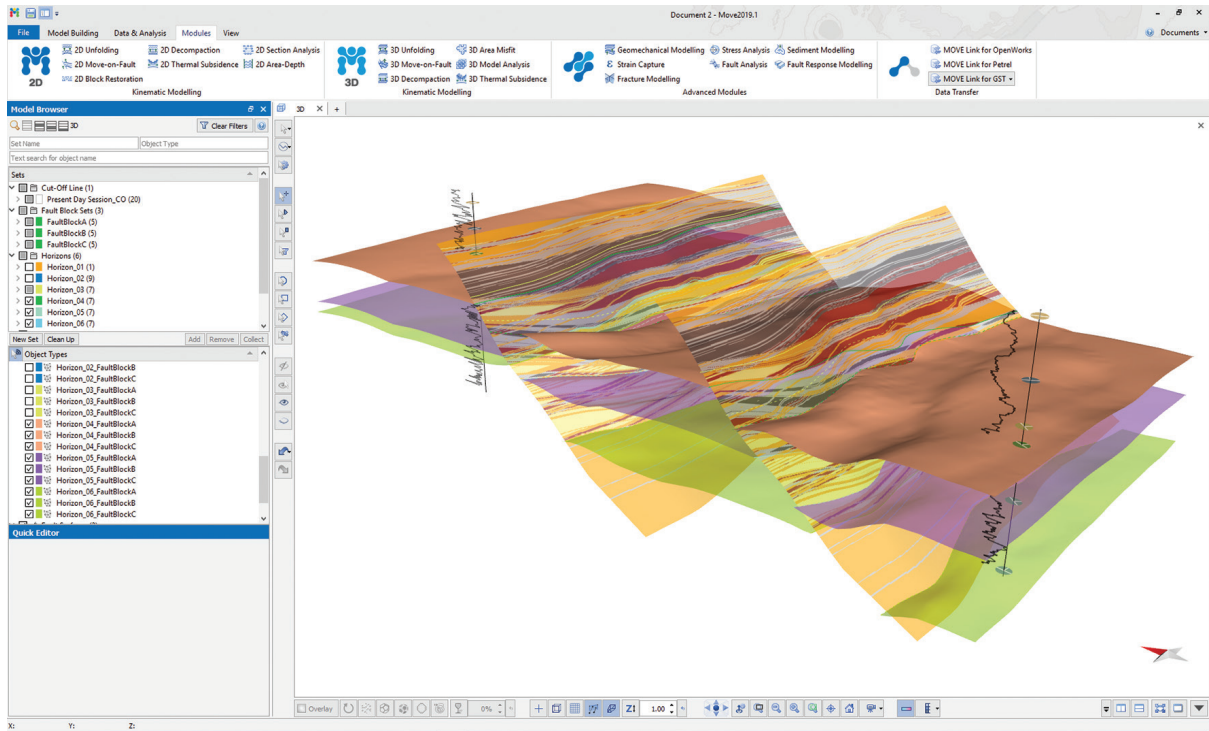 Document 2 - Move2019.1
File Model Building Data & Analysis Modules View Documents
2D
2D Unfolding 2D Decompaction 2D Section Analysis
2D Move-on-Fault 2D Thermal Subsidence 2D Area-Depth
2D Block Restoration
Kinematic Modelling
3D
3D Unfolding 3D Area Misfit
3D Move-on-Fault 3D Model Analysis
3D Decompaction 3D Thermal Subsidence
Kinematic Modelling
Geomechanical Modelling Stress Analysis Sediment Modelling
Strain Capture Fault Analysis Fault Response Modelling
Fracture Modelling
Advanced Modules
MOVE Link for OpenWorks
MOVE Link for Petrel
MOVE Link for GST
Data Transfer
Model Browser
3D Clear Filters
Set Name Object Type
Text search for object name
Sets
Cut-Off Line (1)
Present Day Session_CO (20)
Fault Block Sets (3)
FaultBlockA (5)
FaultBlockB (5)
FaultBlockC (5)
Horizons (6)
Horizon_01 (1)
Horizon_02 (9)
Horizon_03 (7)
Horizon_04 (7)
Horizon_05 (7)
Horizon_06 (7)
New Set Clean Up Add Remove Collect
Object Types
Horizon_02_FaultBlockB
Horizon_02_FaultBlockC
Horizon_03_FaultBlockA
Horizon_03_FaultBlockB
Horizon_03_FaultBlockC
Horizon_04_FaultBlockA
Horizon_04_FaultBlockB
Horizon_04_FaultBlockC
Horizon_05_FaultBlockA
Horizon_05_FaultBlockB
Horizon_05_FaultBlockC
Horizon_06_FaultBlockA
Horizon_06_FaultBlockB
Horizon_06_FaultBlockC
Quick Editor
3D
Overlay 0% 1.00
X: Y: Z: